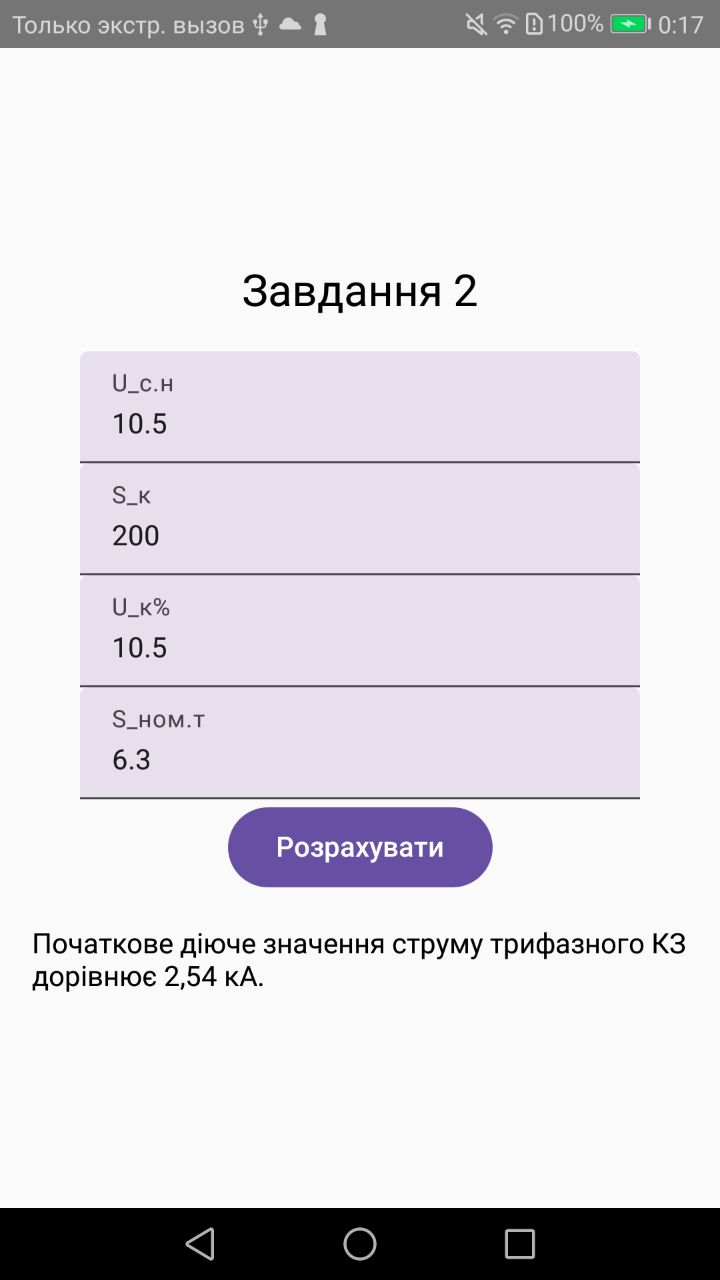 Только экстр. вызов 100% 0:17
Завдання 2
U_с.н
10.5
S_к
200
U_к%
10.5
S_ном.т
6.3
Розрахувати
Початкове діюче значення струму трифазного КЗ
дорівнює 2,54 кА.